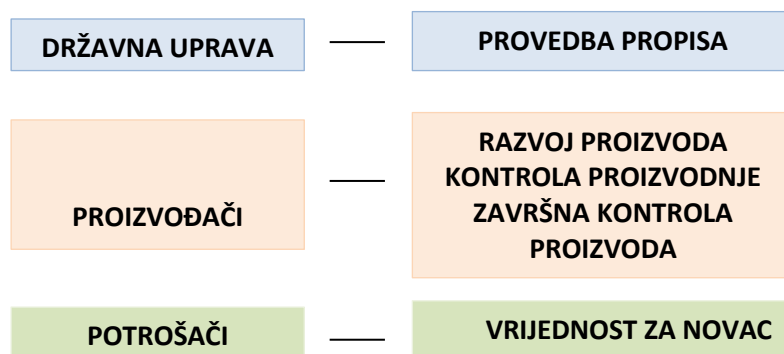 DRŽAVNA UPRAVA
PROVEDBA PROPISA
PROIZVOĐAČI
RAZVOJ PROIZVODA
KONTROLA PROIZVODNJE
ZAVRŠNA KONTROLA
PROIZVODA
POTROŠAČI
VRIJEDNOST ZA NOVAC